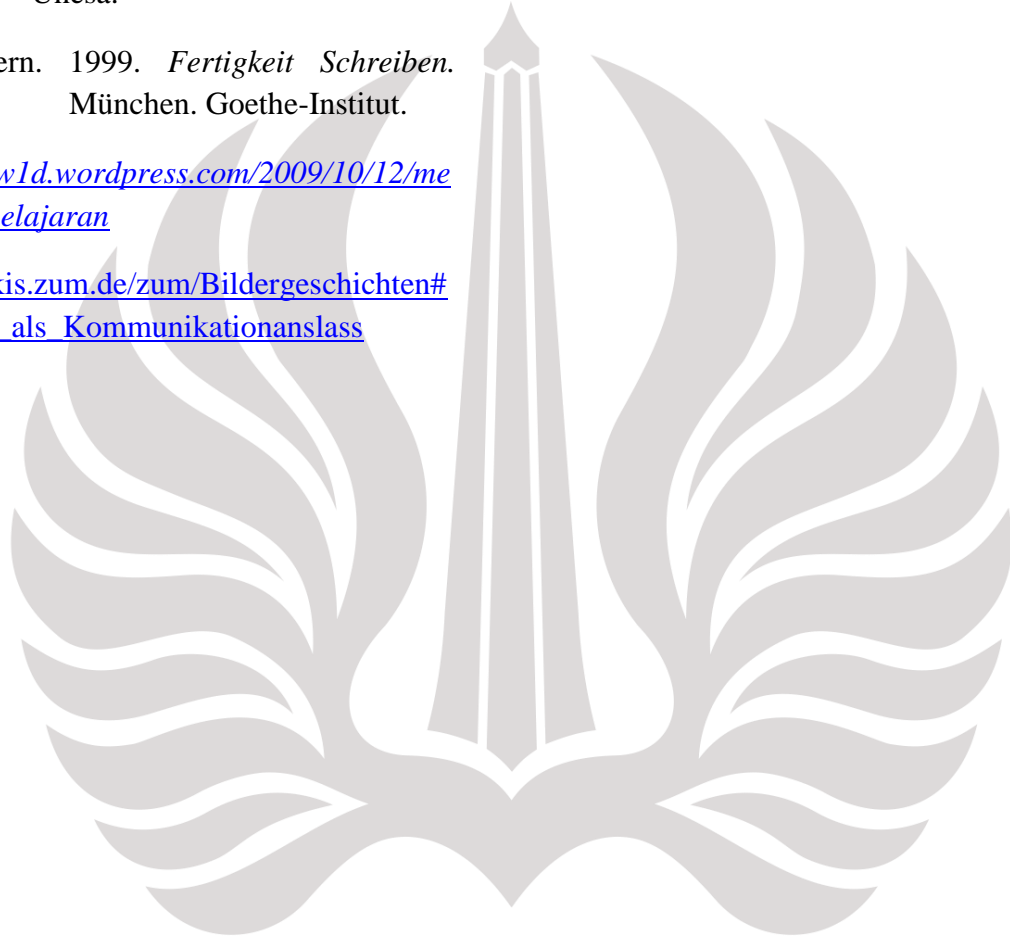 Unesa.
ern. 1999. Fertigkeit Schreiben.
München. Goethe-Institut.
w1d.wordpress.com/2009/10/12/me
elajaran
kis.zum.de/zum/Bildergeschichten#
_als_Kommunikationanslass